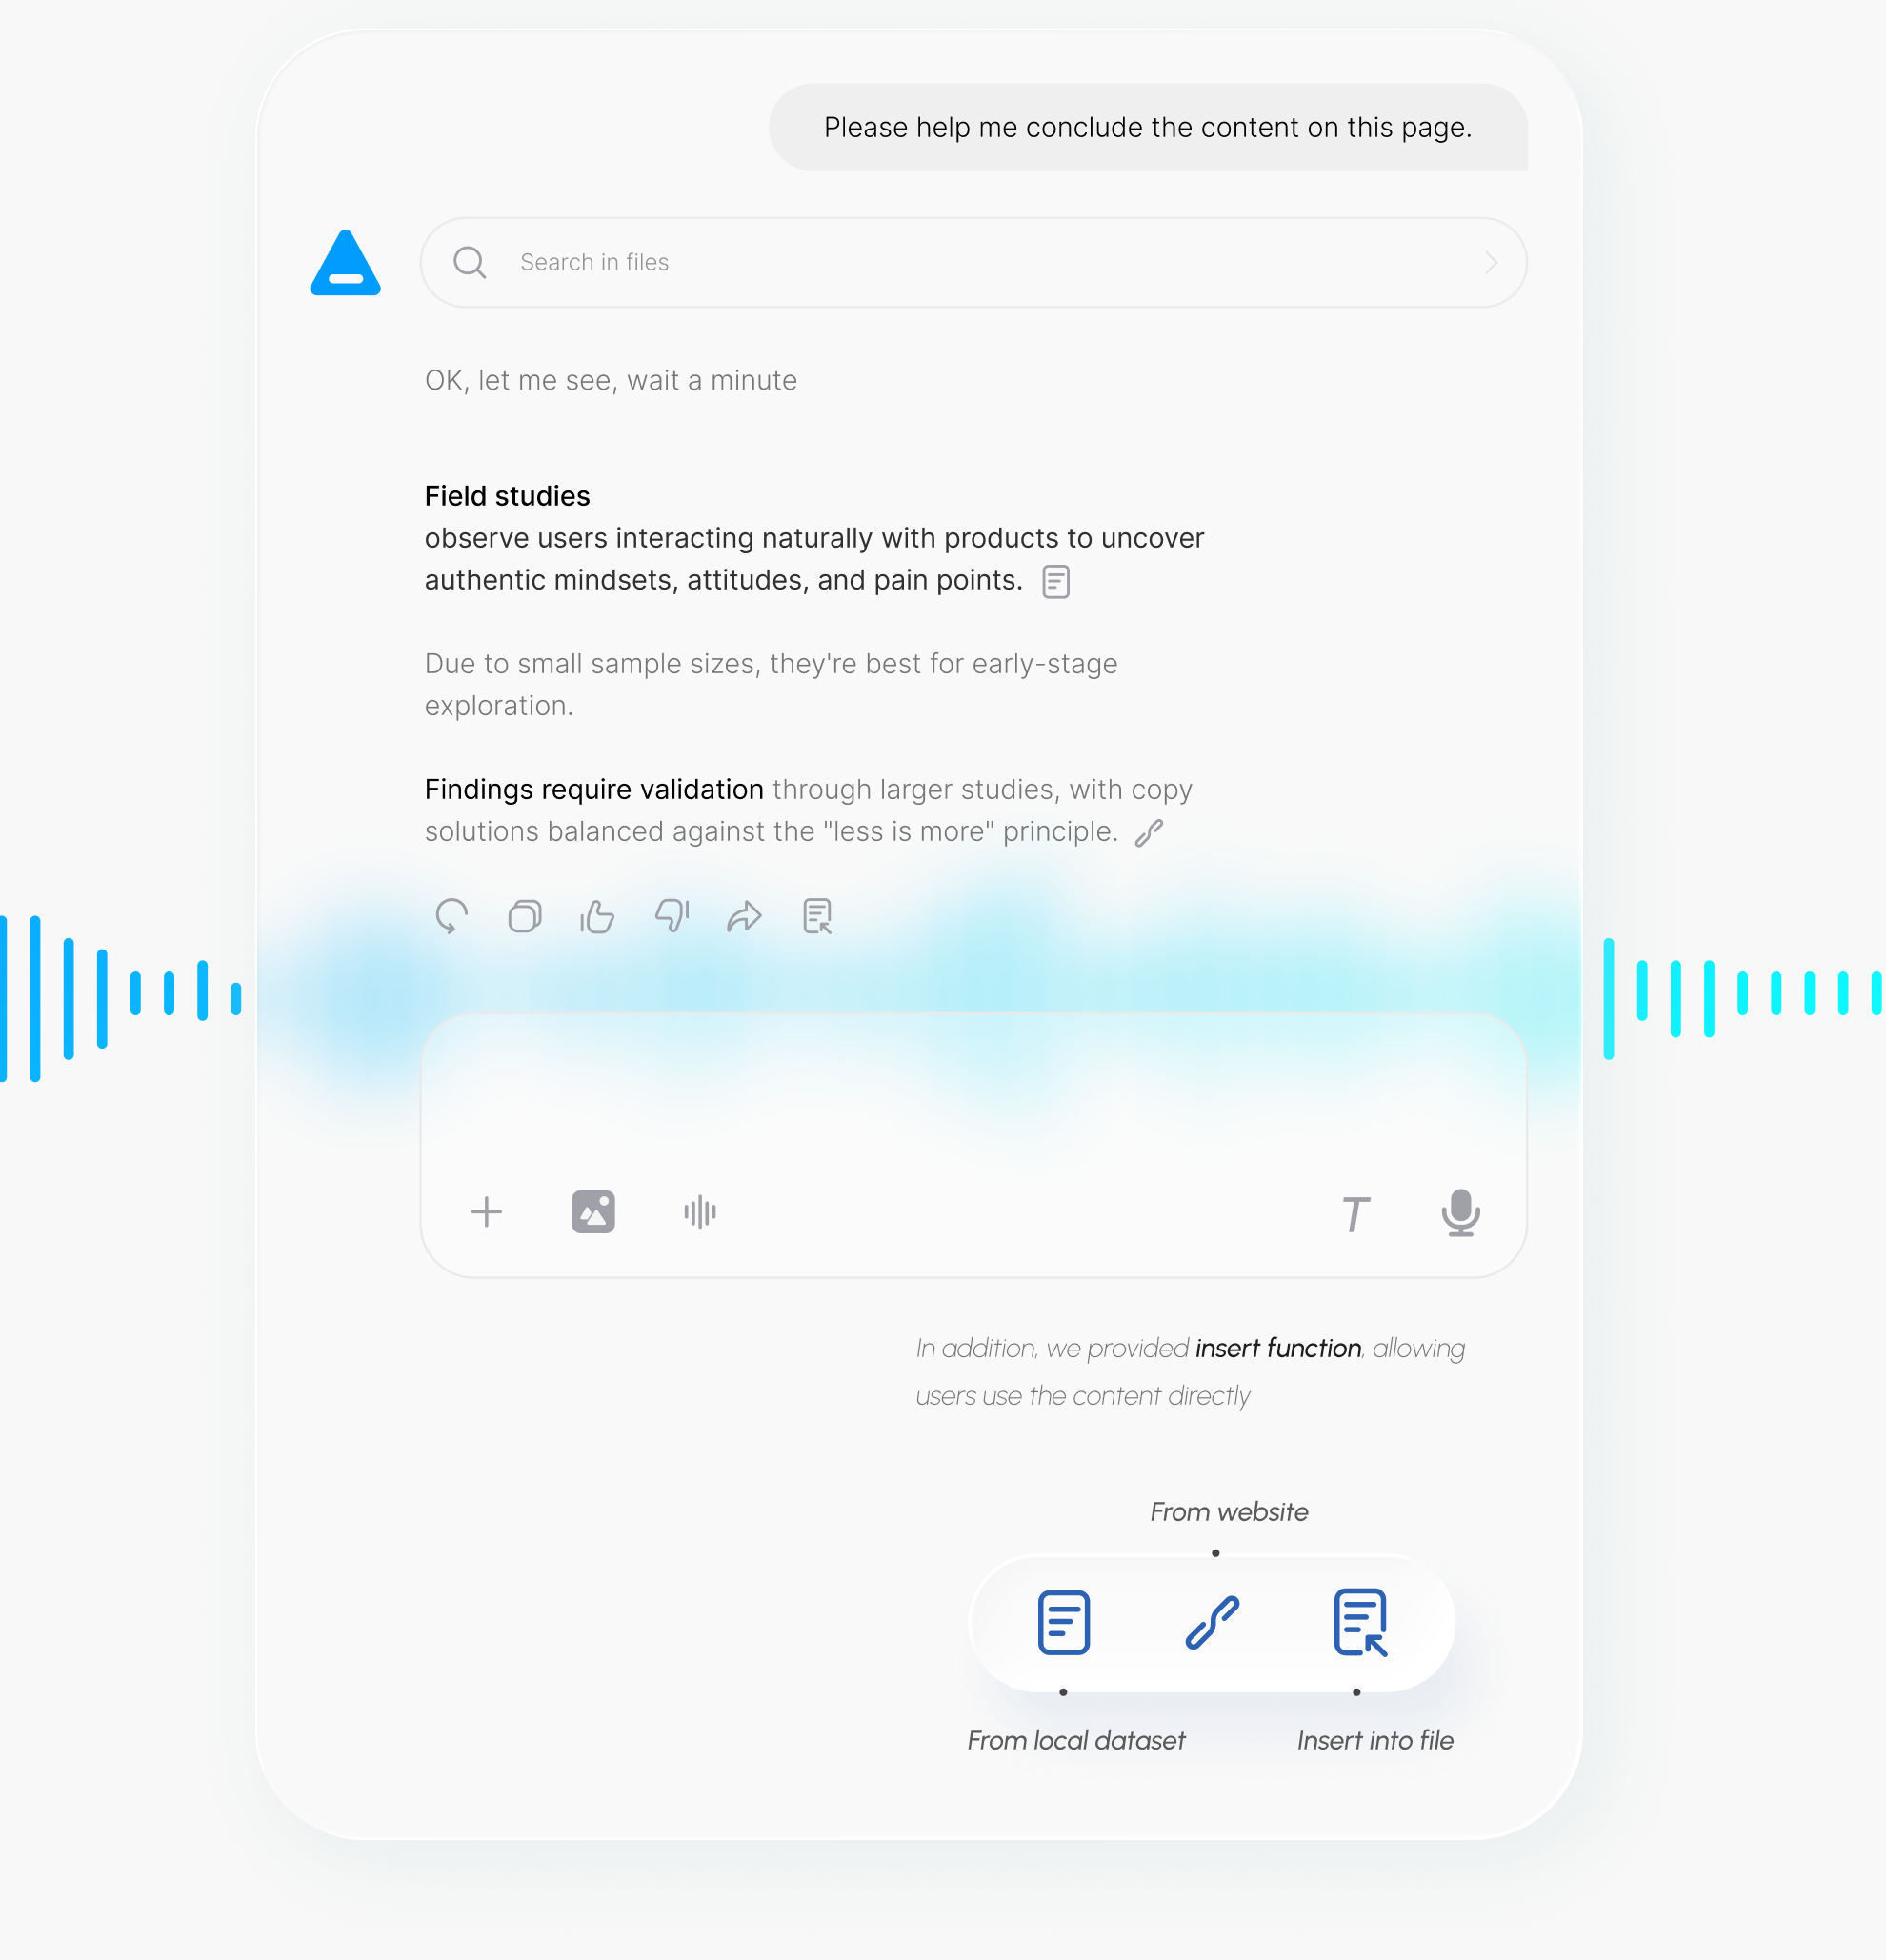 Please help me conclude the content on this page.
Search in files
OK, let me see, wait a minute
Field studies
observe users interacting naturally with products to uncover
authentic mindsets, attitudes, and pain points.
Due to small sample sizes, they're best for early-stage
exploration.
Findings require validation through larger studies, with copy
solutions balanced against the "less is more" principle.
T
In addition, we provided insert function, allowing
users use the content directly
From website
From local dataset
Insert into file